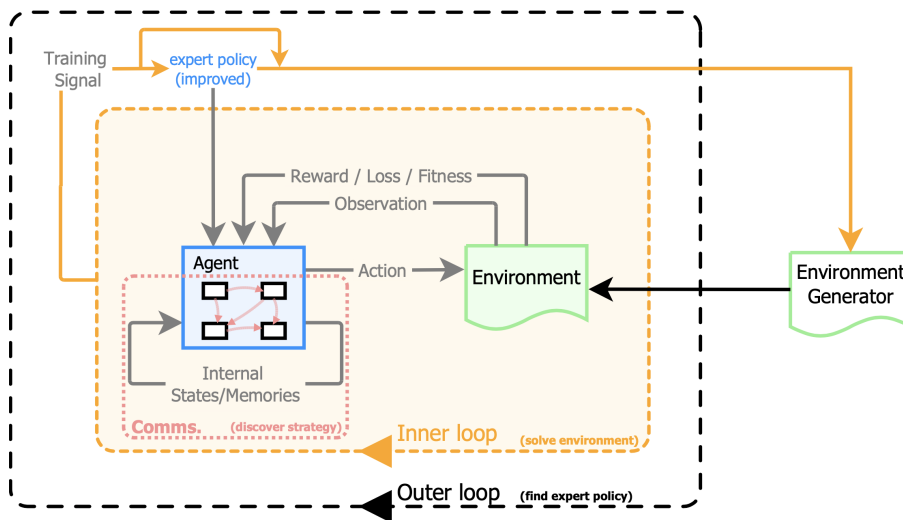 Training
Signal
expert policy
(improved)
Reward / Loss / Fitness
Observation
Agent
Action
Environment
Environment
Generator
Internal
States/Memories
Comms. (discover strategy)
Inner loop (solve environment)
Outer loop (find expert policy)